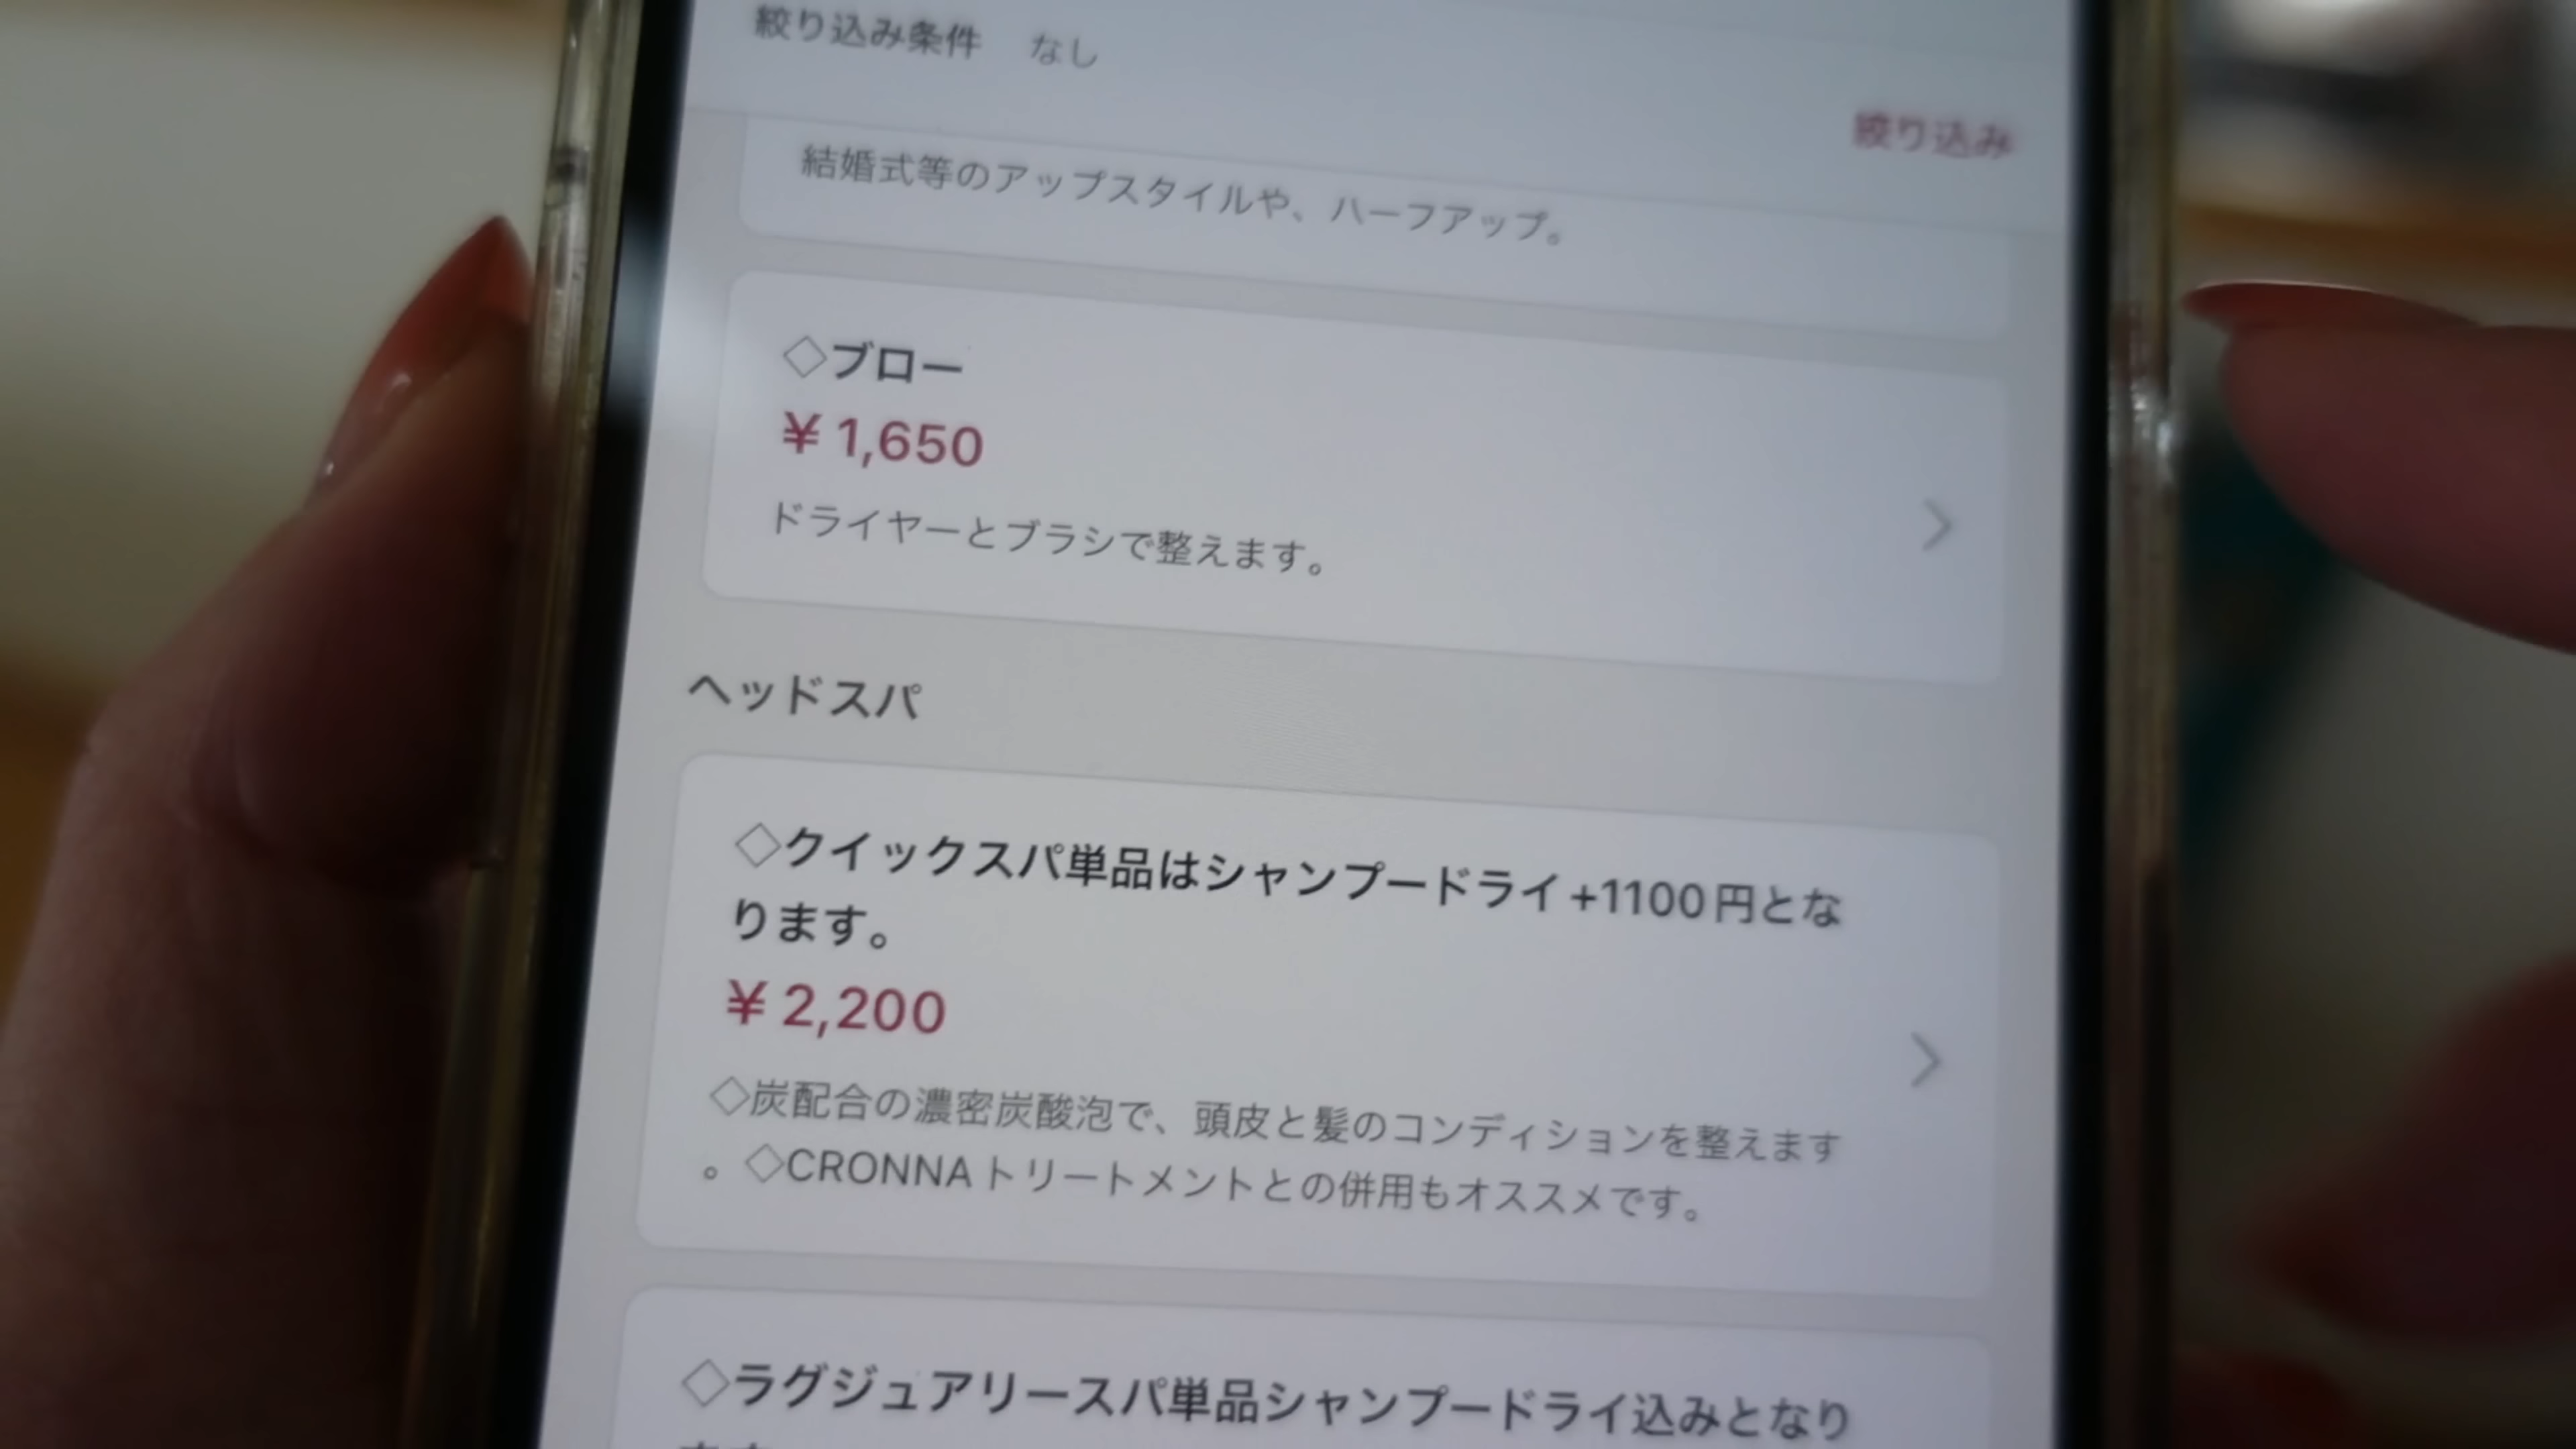 絞り込み条件 なし
絞り込み
結婚式等のアップスタイルや、ハーフアップ。
◇ブロー
¥1,650
ドライヤーとブラシで整えます。
ヘッドスパ
◇クイックスパ単品はシャンプードライ+1100円とな
ります。
¥2,200
◇炭配合の濃密炭酸泡で、頭皮と髪のコンディションを整えます
。◇CRONNAトリートメントとの併用もオススメです。
◇ラグジュアリースパ単品シャンプードライ込みとなり